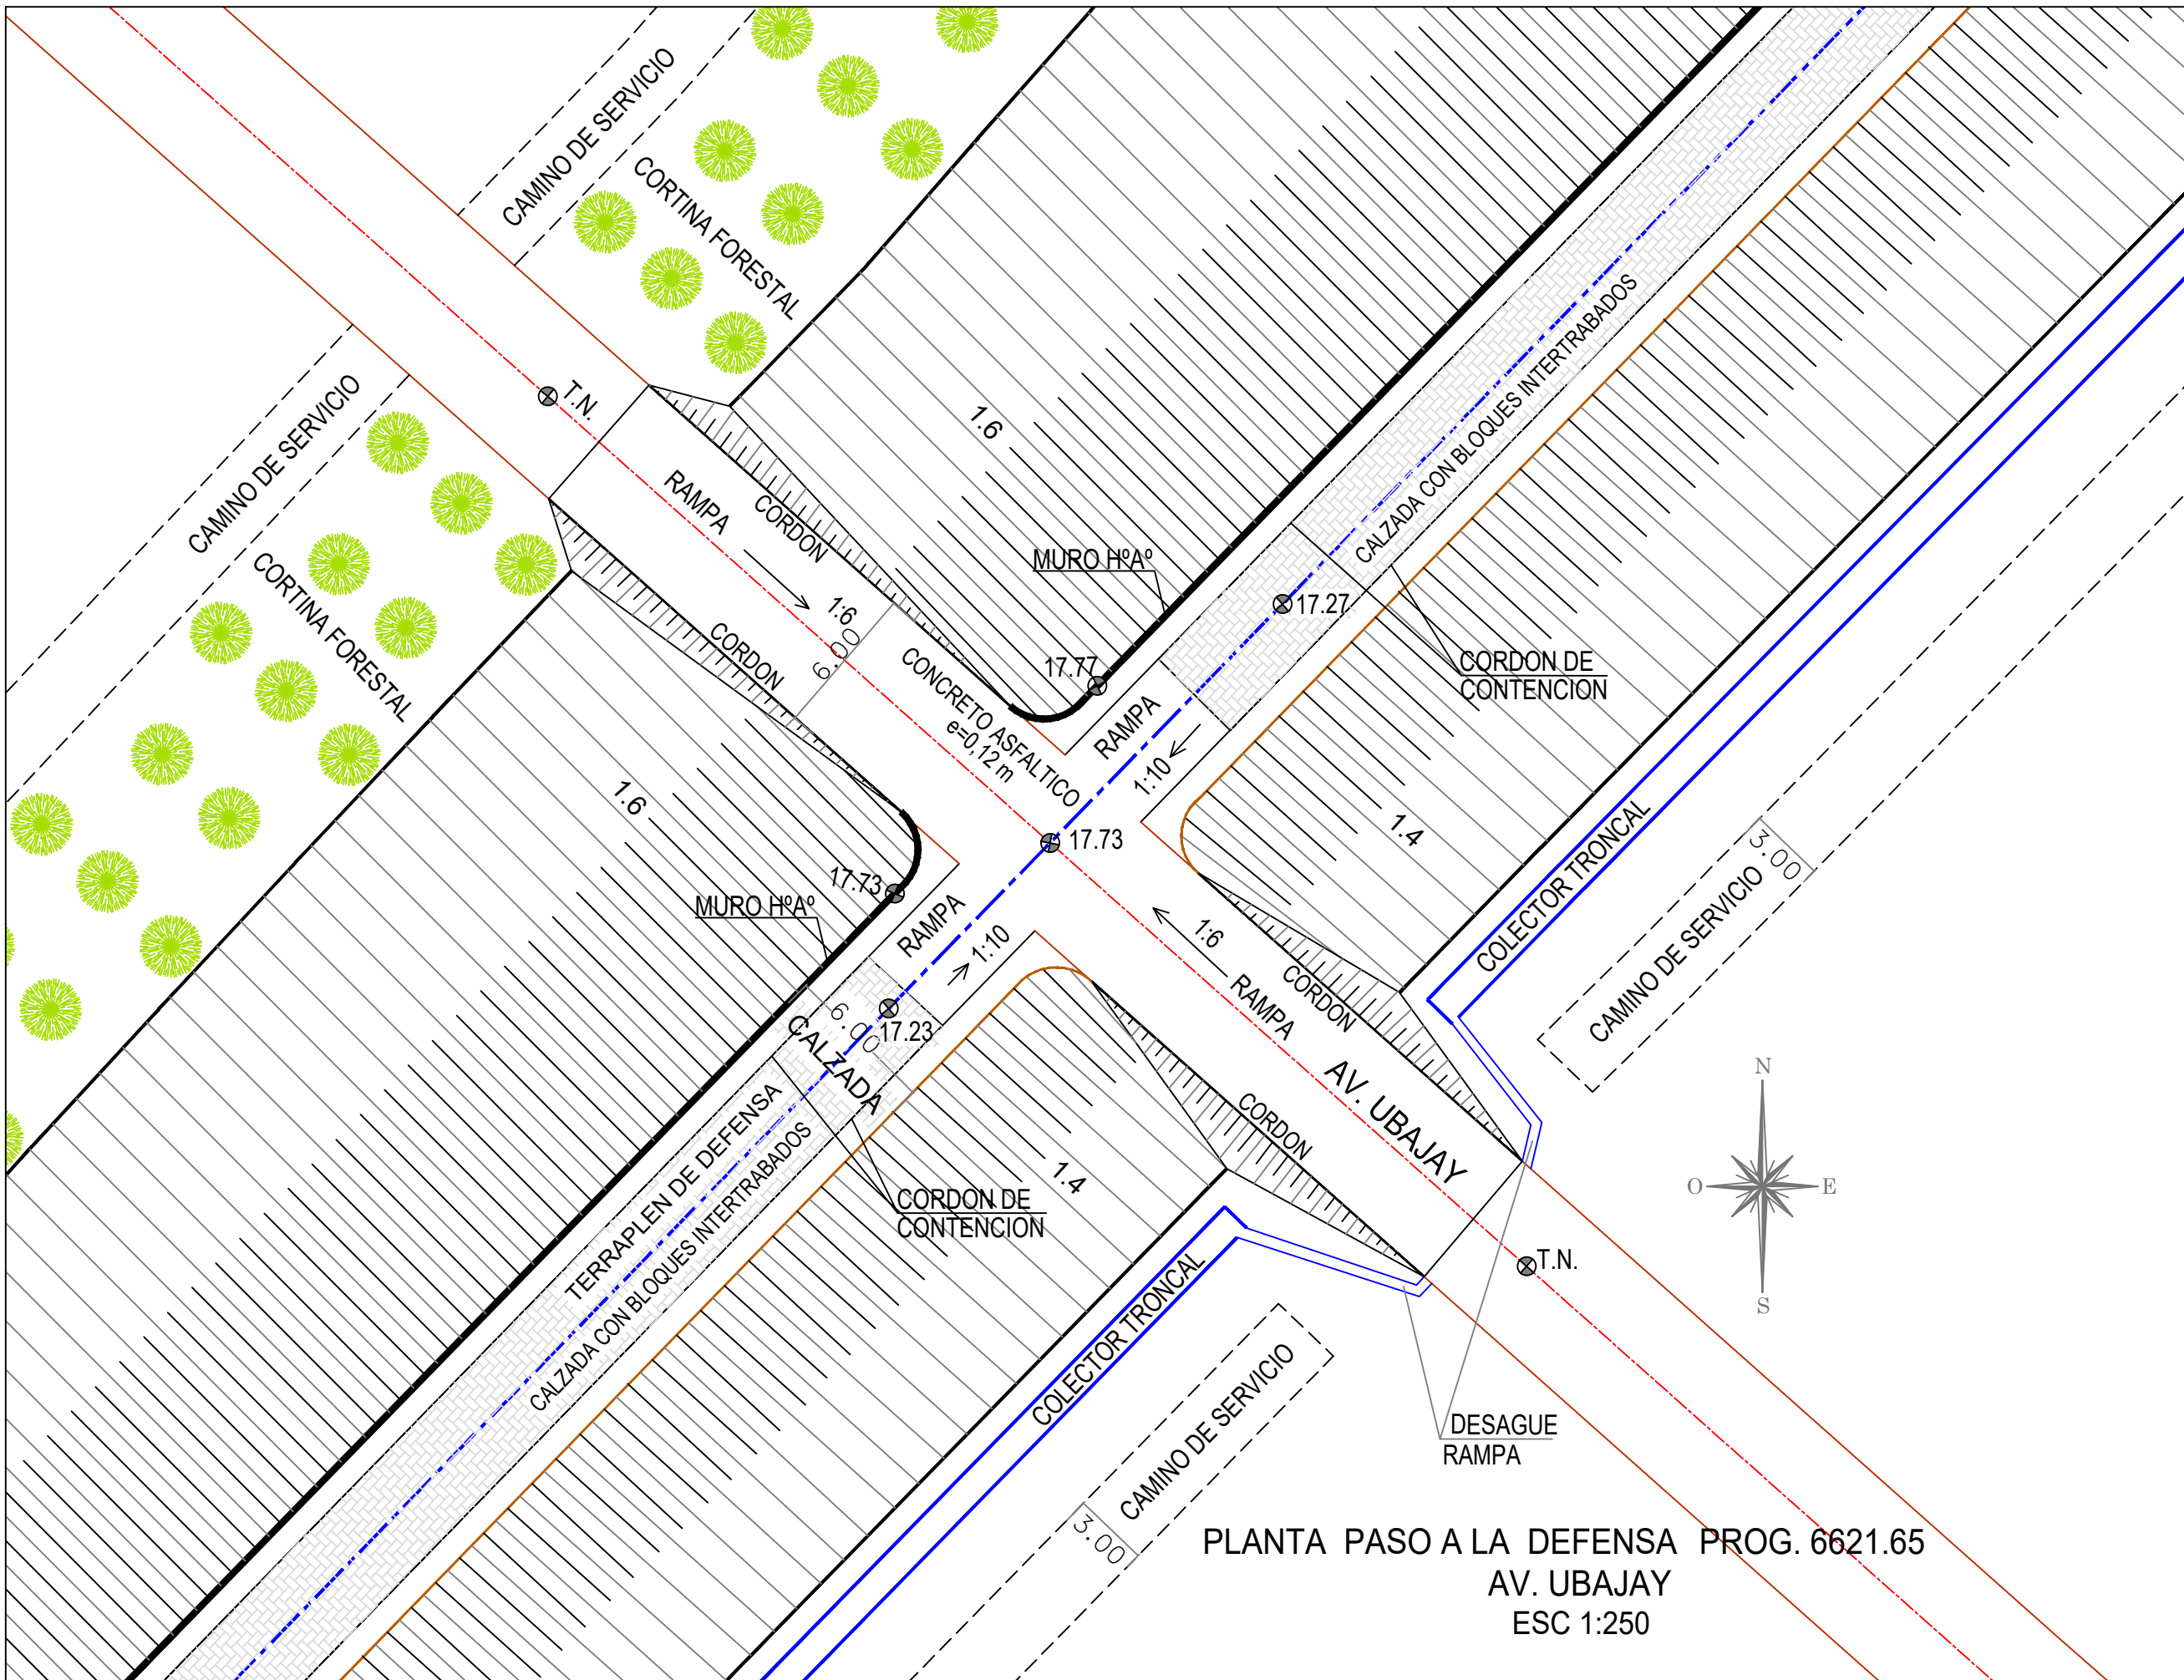 CAMINO DE SERVICIO
CORTINA FORESTAL
T.N.
1.6
CAMINO DE SERVICIO
CORTINA FORESTAL
RAMPA
CORDON
1:6
6.00
CORDON
CONCRETO ASFALTICO
e=0,12 m
MURO HºAº
17.77
17.27
CALZADA CON BLOQUES INTERTRABADOS
CORDON DE
CONTENCION
RAMPA
1:10
17.73
1.6
17.73
MURO HºAº
RAMPA
1:10
6.00
17.23
CALZADA
TERRAPLEN DE DEFENSA
CALZADA CON BLOQUES INTERTRABADOS
CORDON DE
CONTENCION
1.4
1:6
RAMPA
CORDON
AV. UBAJAY
CORDON
1.4
COLECTOR TRONCAL
CAMINO DE SERVICIO
3.00
T.N.
COLECTOR TRONCAL
CAMINO DE SERVICIO
3.00
DESAGUE
RAMPA
N
O
E
S
PLANTA PASO A LA DEFENSA PROG. 6621.65
AV. UBAJAY
ESC 1:250